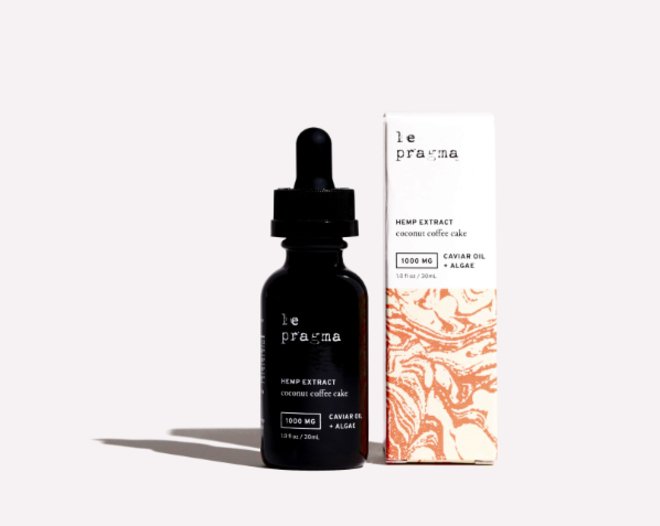 le
pragma
HEMP EXTRACT
coconut coffee cake
1000 MG
CAVIAR OIL
+ ALGAE
1.0 fl oz / 30mL
le
pragma
HEMP EXTRACT
coconut coffee cake
1000 MG
CAVIAR OIL
+ ALGAE
1.0 fl oz / 30mL